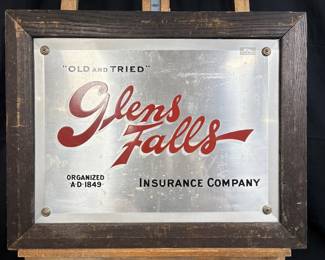 "OLD AND TRIED"
Glens
Falls
ORGANIZED
A·D·1849·
INSURANCE COMPANY